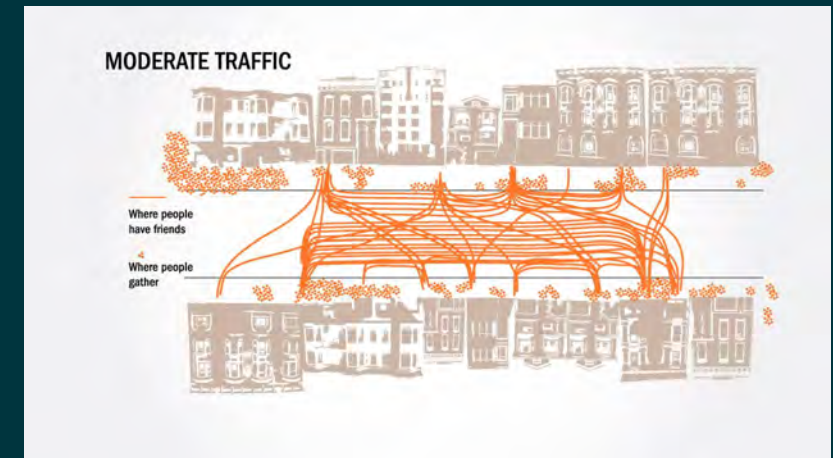 MODERATE TRAFFIC
Where people
have friends
Where people
gather